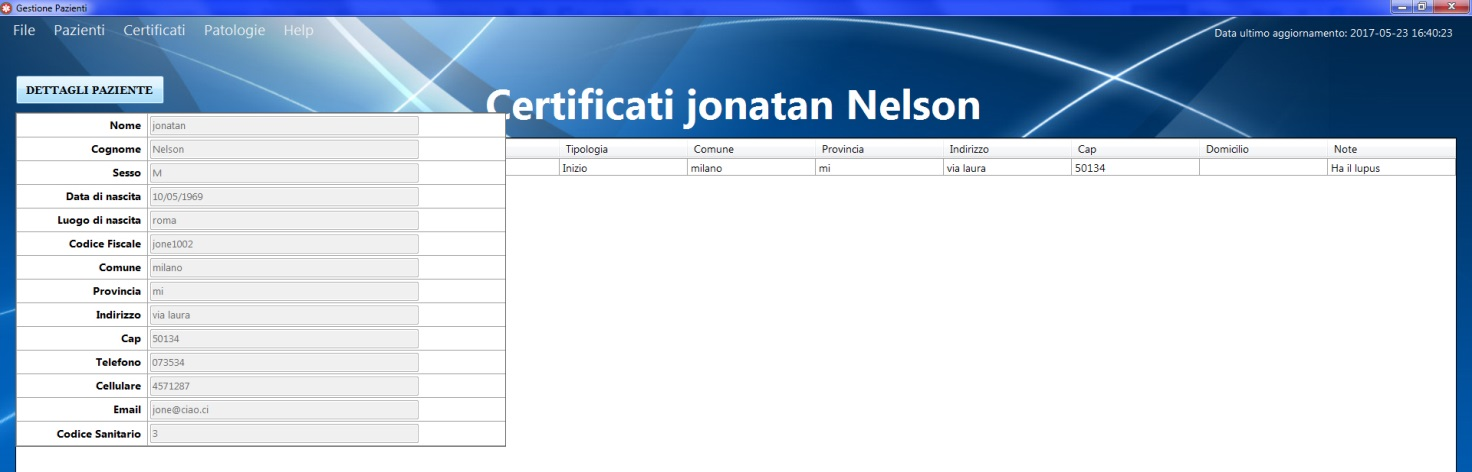 Gestione Pazienti
File Pazienti Certificati Patologie Help
Data ultimo aggiornamento: 2017-05-23 16:40:23
DETTAGLI PAZIENTE
Certificati jonatan Nelson
Nome jonatan
Cognome Nelson
Sesso M
Data di nascita 10/05/1969
Luogo di nascita roma
Codice Fiscale jone1002
Comune milano
Provincia mi
Indirizzo via laura
Cap 50134
Telefono 073534
Cellulare 4571287
Email jone@ciao.ci
Codice Sanitario 3
Tipologia Comune Provincia Indirizzo Cap Domicilio Note
Inizio milano mi via laura 50134 Ha il lupus